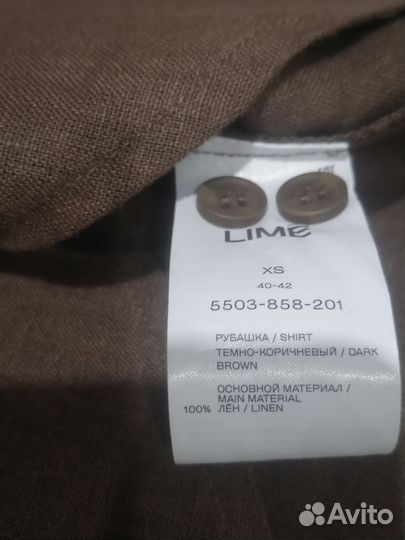 LIME
XS
40-42
5503-858-201
РУБАШКА / SHIRT
ТЕМНО-КОРИЧНЕВЫЙ / DARK
BROWN
ОСНОВНОЙ МАТЕРИАЛ /
MAIN MATERIAL
100% ЛЁН / LINEN
Avito